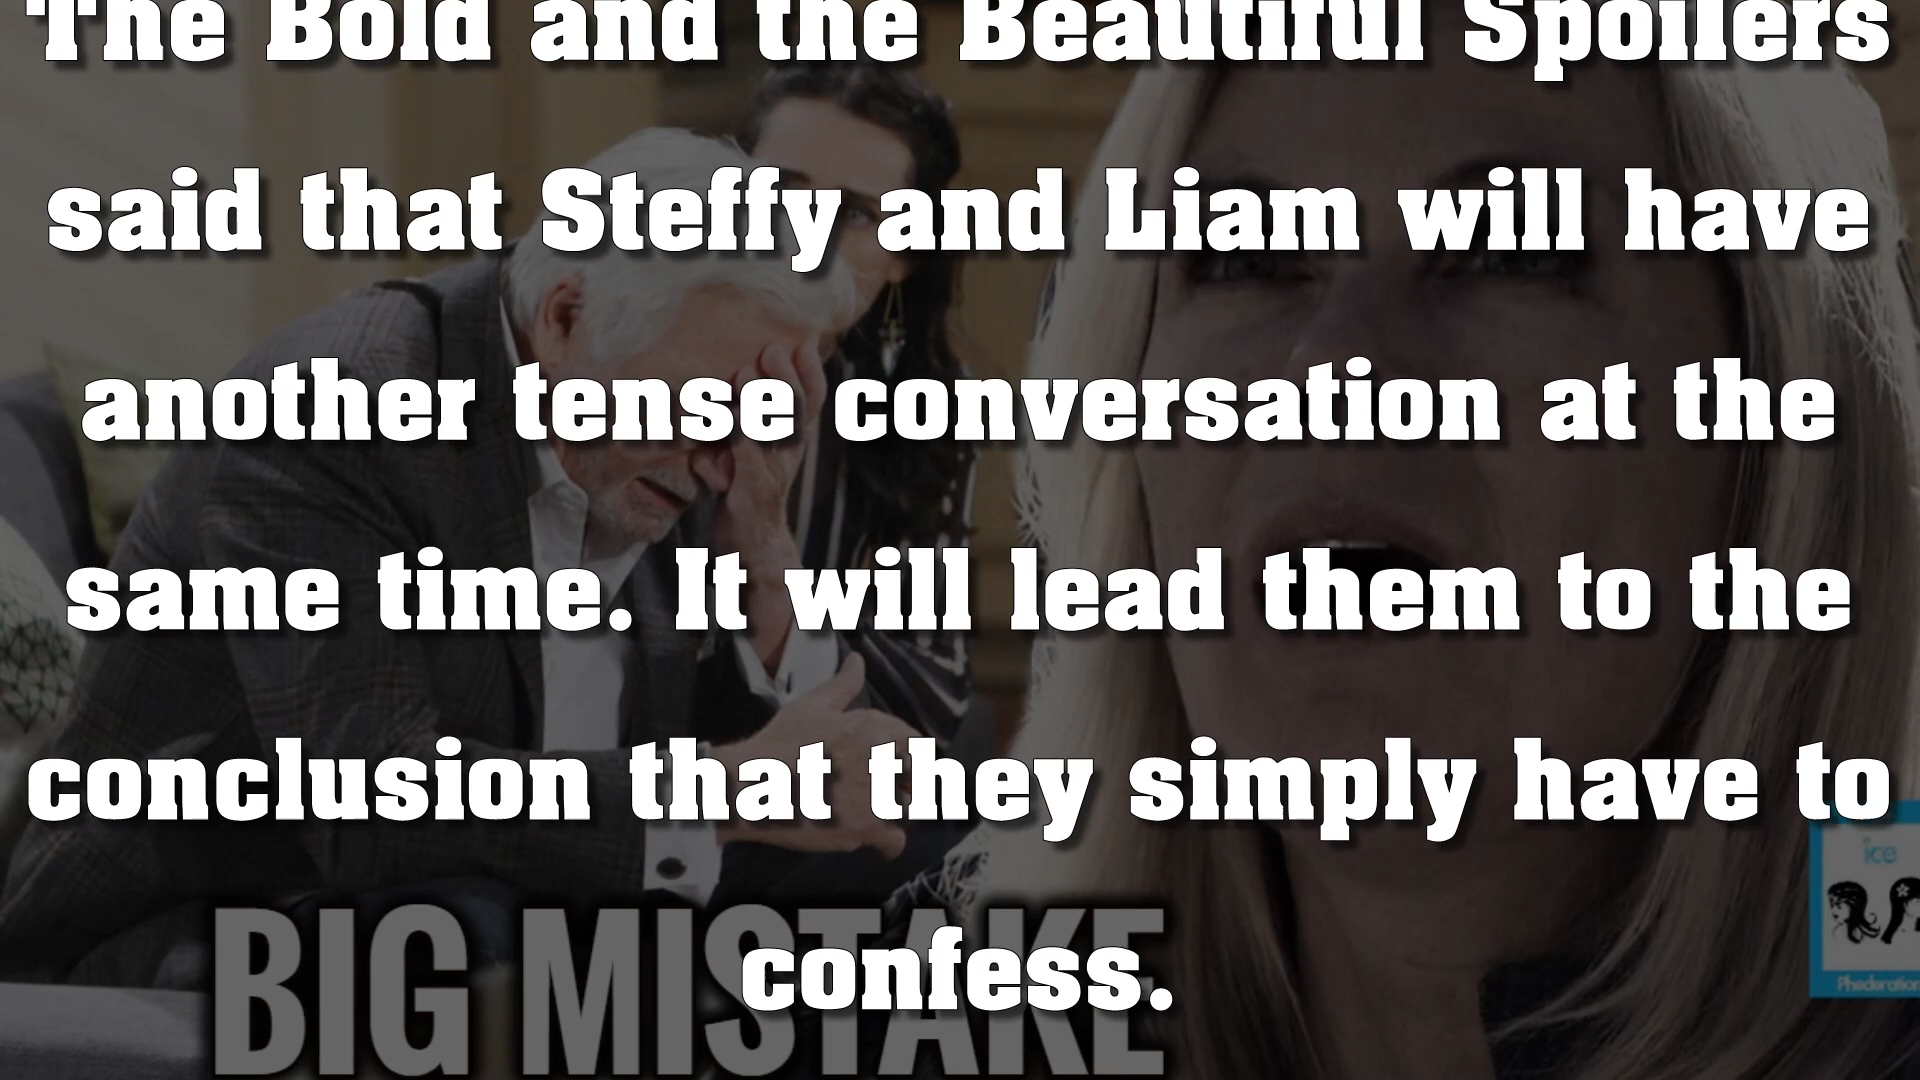 The Bold and the Beautiful Spoilers
said that Steffy and Liam will have
another tense conversation at the
same time. It will lead them to the
conclusion that they simply have to
confess.
BIG MISTAKE
ice
Phederation